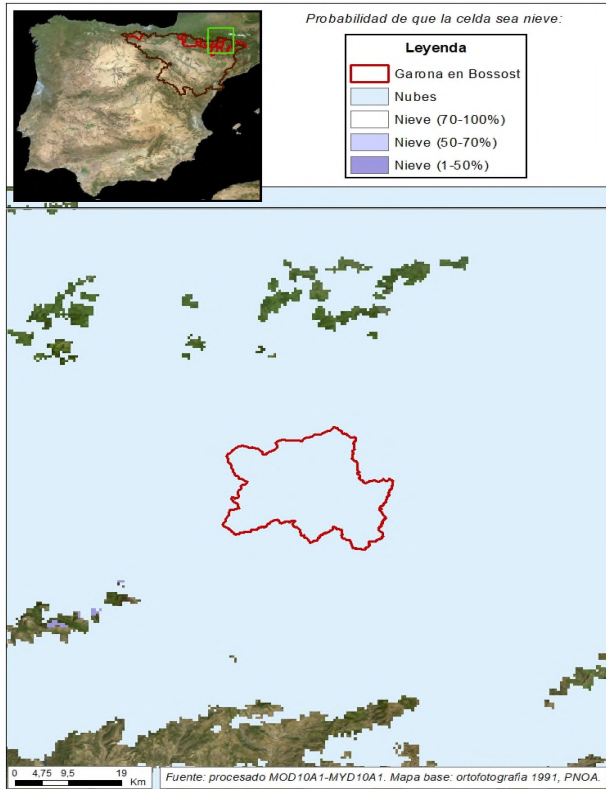 Probabilidad de que la celda sea nieve:
Leyenda
Garona en Bossost
Nubes
Nieve (70-100%)
Nieve (50-70%)
Nieve (1-50%)
0 4,75 9,5 19
Km
Fuente: procesado MOD10A1-MYD10A1. Mapa base: ortofotografia 1991, PNOA.